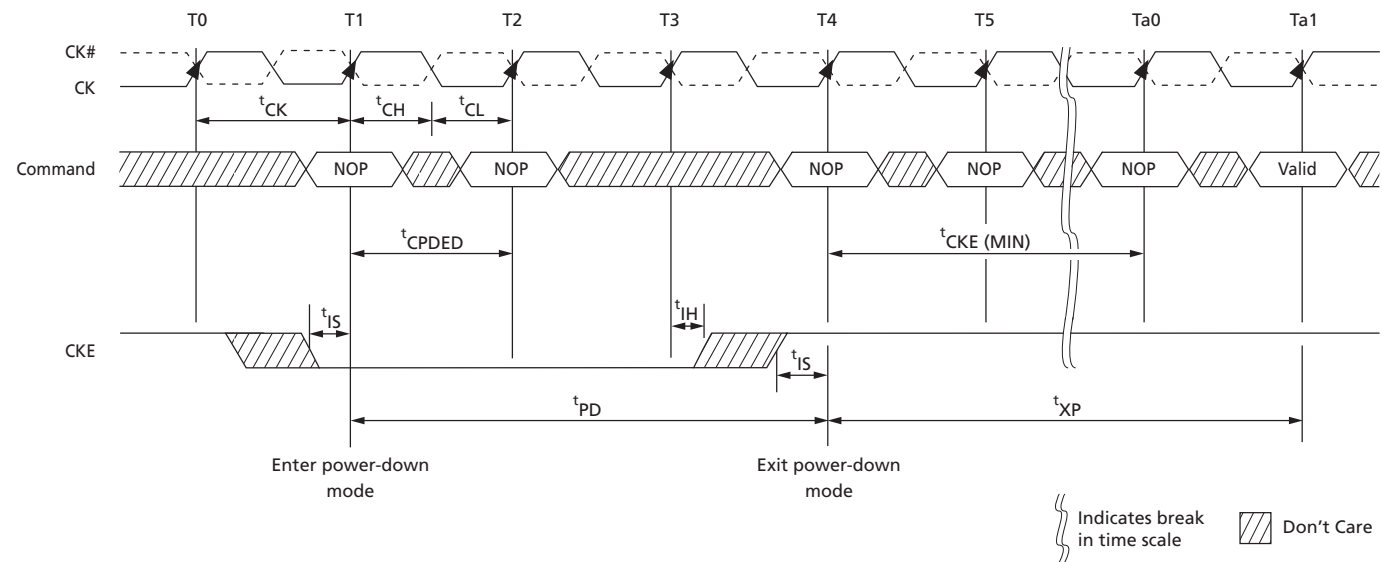 T0 T1 T2 T3 T4 T5 Ta0 Ta1
CK#
CK
tCK tCH tCL
Command NOP NOP NOP NOP NOP Valid
tCPDED tCKE (MIN)
tIS tIH
CKE
tIS
tPD tXP
Enter power-down
mode
Exit power-down
mode
Indicates break
in time scale
Don't Care